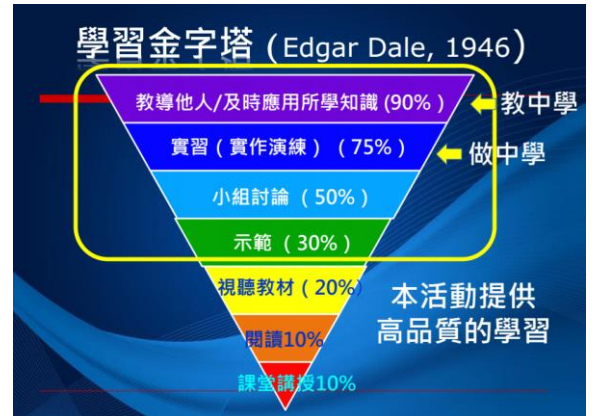 學習金字塔 (Edgar Dale, 1946)
教導他人/及時應用所學知識 (90% )
教中學
實習 ( 實作演練 ) ( 75% )
做中學
小組討論 ( 50% )
示範 ( 30% )
視聽教材 ( 20%)
本活動提供
高品質的學習
閱讀10%
課堂講授10%